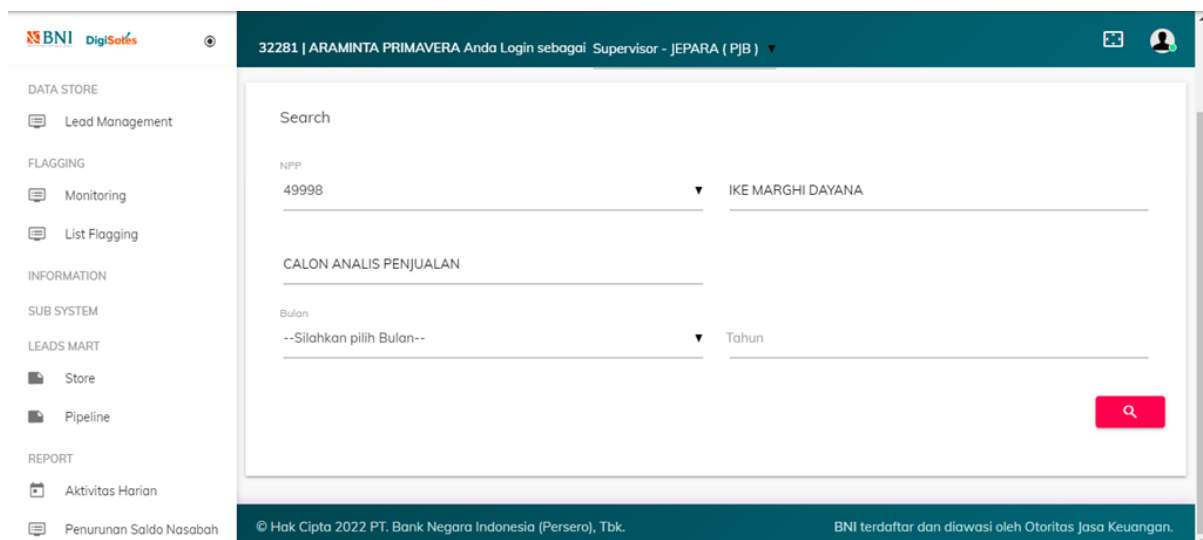 BNI DigiSales
32281 | ARAMINTA PRIMAVERA Anda Login sebagai Supervisor - JEPARA ( PJB )
DATA STORE
Lead Management
FLAGGING
Monitoring
List Flagging
INFORMATION
SUB SYSTEM
LEADS MART
Store
Pipeline
REPORT
Aktivitas Harian
Penurunan Saldo Nasabah
Search
NPP
49998
IKE MARGHI DAYANA
CALON ANALIS PENJUALAN
Bulan
--Silahkan pilih Bulan--
Tahun
© Hak Cipta 2022 PT. Bank Negara Indonesia (Persero), Tbk.
BNI terdaftar dan diawasi oleh Otoritas Jasa Keuangan.